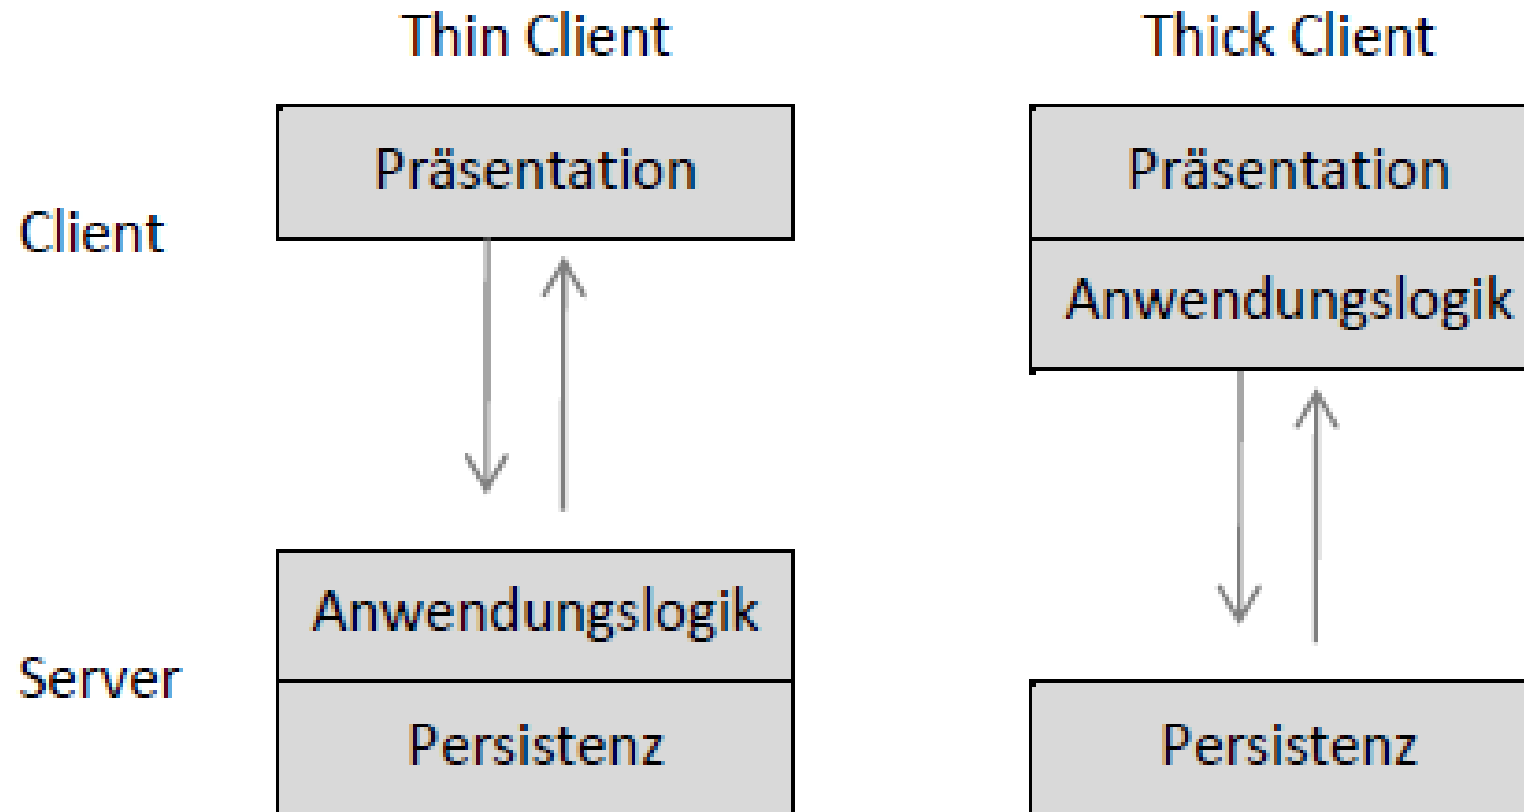 Thin Client
Thick Client
Präsentation
Präsentation
Client
Anwendungslogik
Anwendungslogik
Server
Persistenz
Persistenz